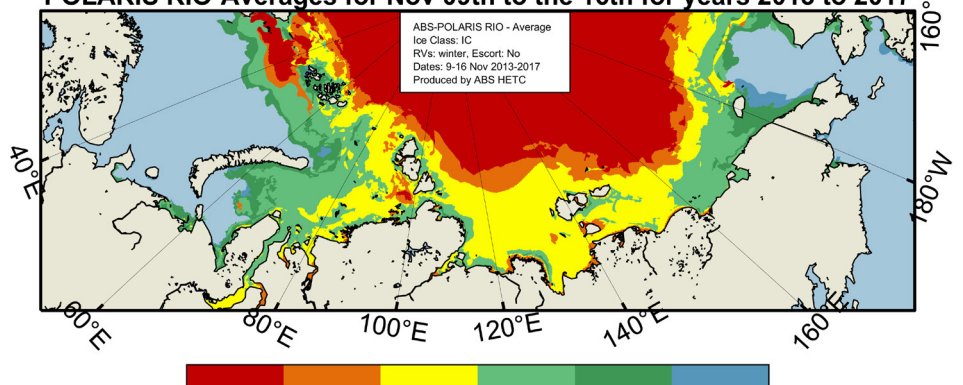 POLARIS RIO Averages for Nov 09th to the 16th for years 2013 to 2017
ABS-POLARIS RIO - Average
Ice Class: IC
RVs: winter, Escort: No
Dates: 9-16 Nov 2013-2017
Produced by ABS HETC
160°
40°E
180°W
60°E
80°E
100°E
120°E
140°E
160°E